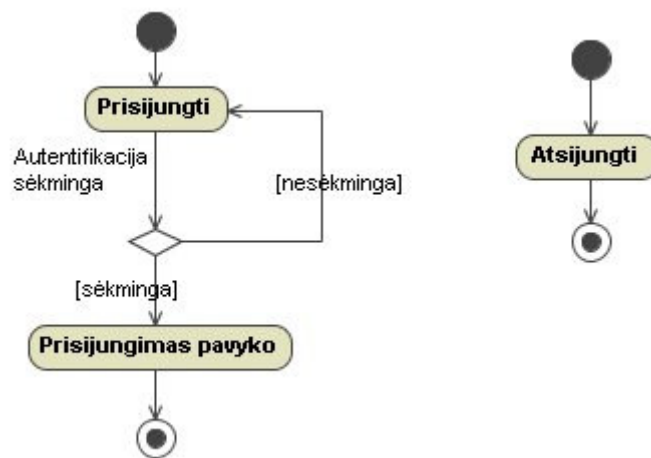 Prisijungti
Autentifikacija
sėkminga
[nesėkminga]
[sėkminga]
Prisijungimas pavyko
Atsijungti